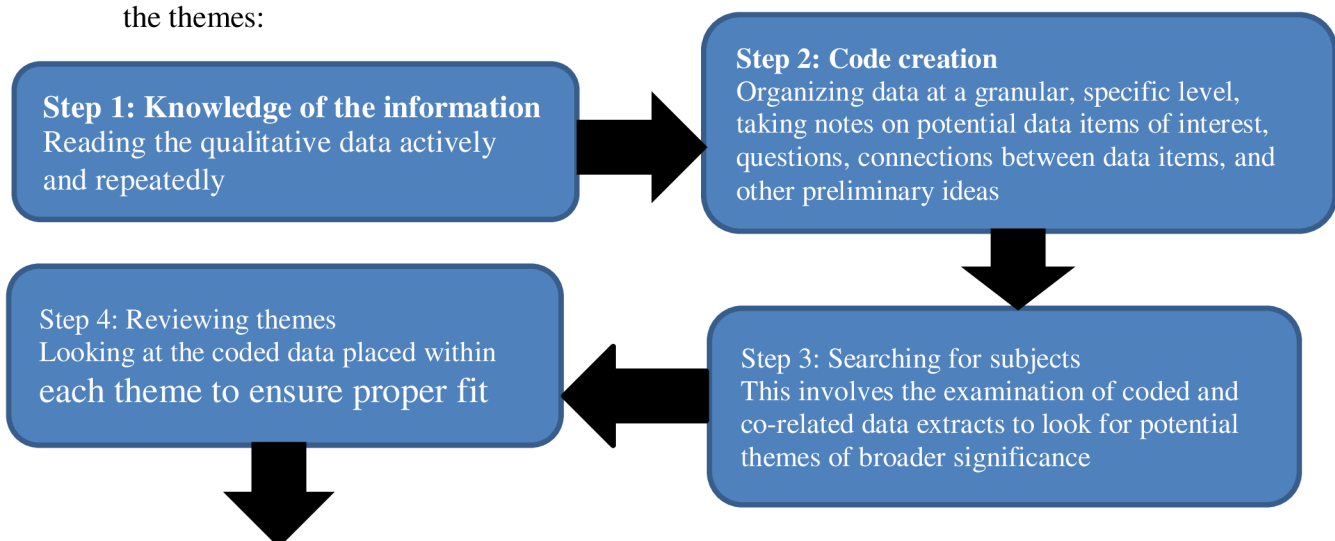 the themes:
Step 1: Knowledge of the information
Reading the qualitative data actively
and repeatedly
Step 2: Code creation
Organizing data at a granular, specific level,
taking notes on potential data items of interest,
questions, connections between data items, and
other preliminary ideas
Step 3: Searching for subjects
This involves the examination of coded and
co-related data extracts to look for potential
themes of broader significance
Step 4: Reviewing themes
Looking at the coded data placed within
each theme to ensure proper fit